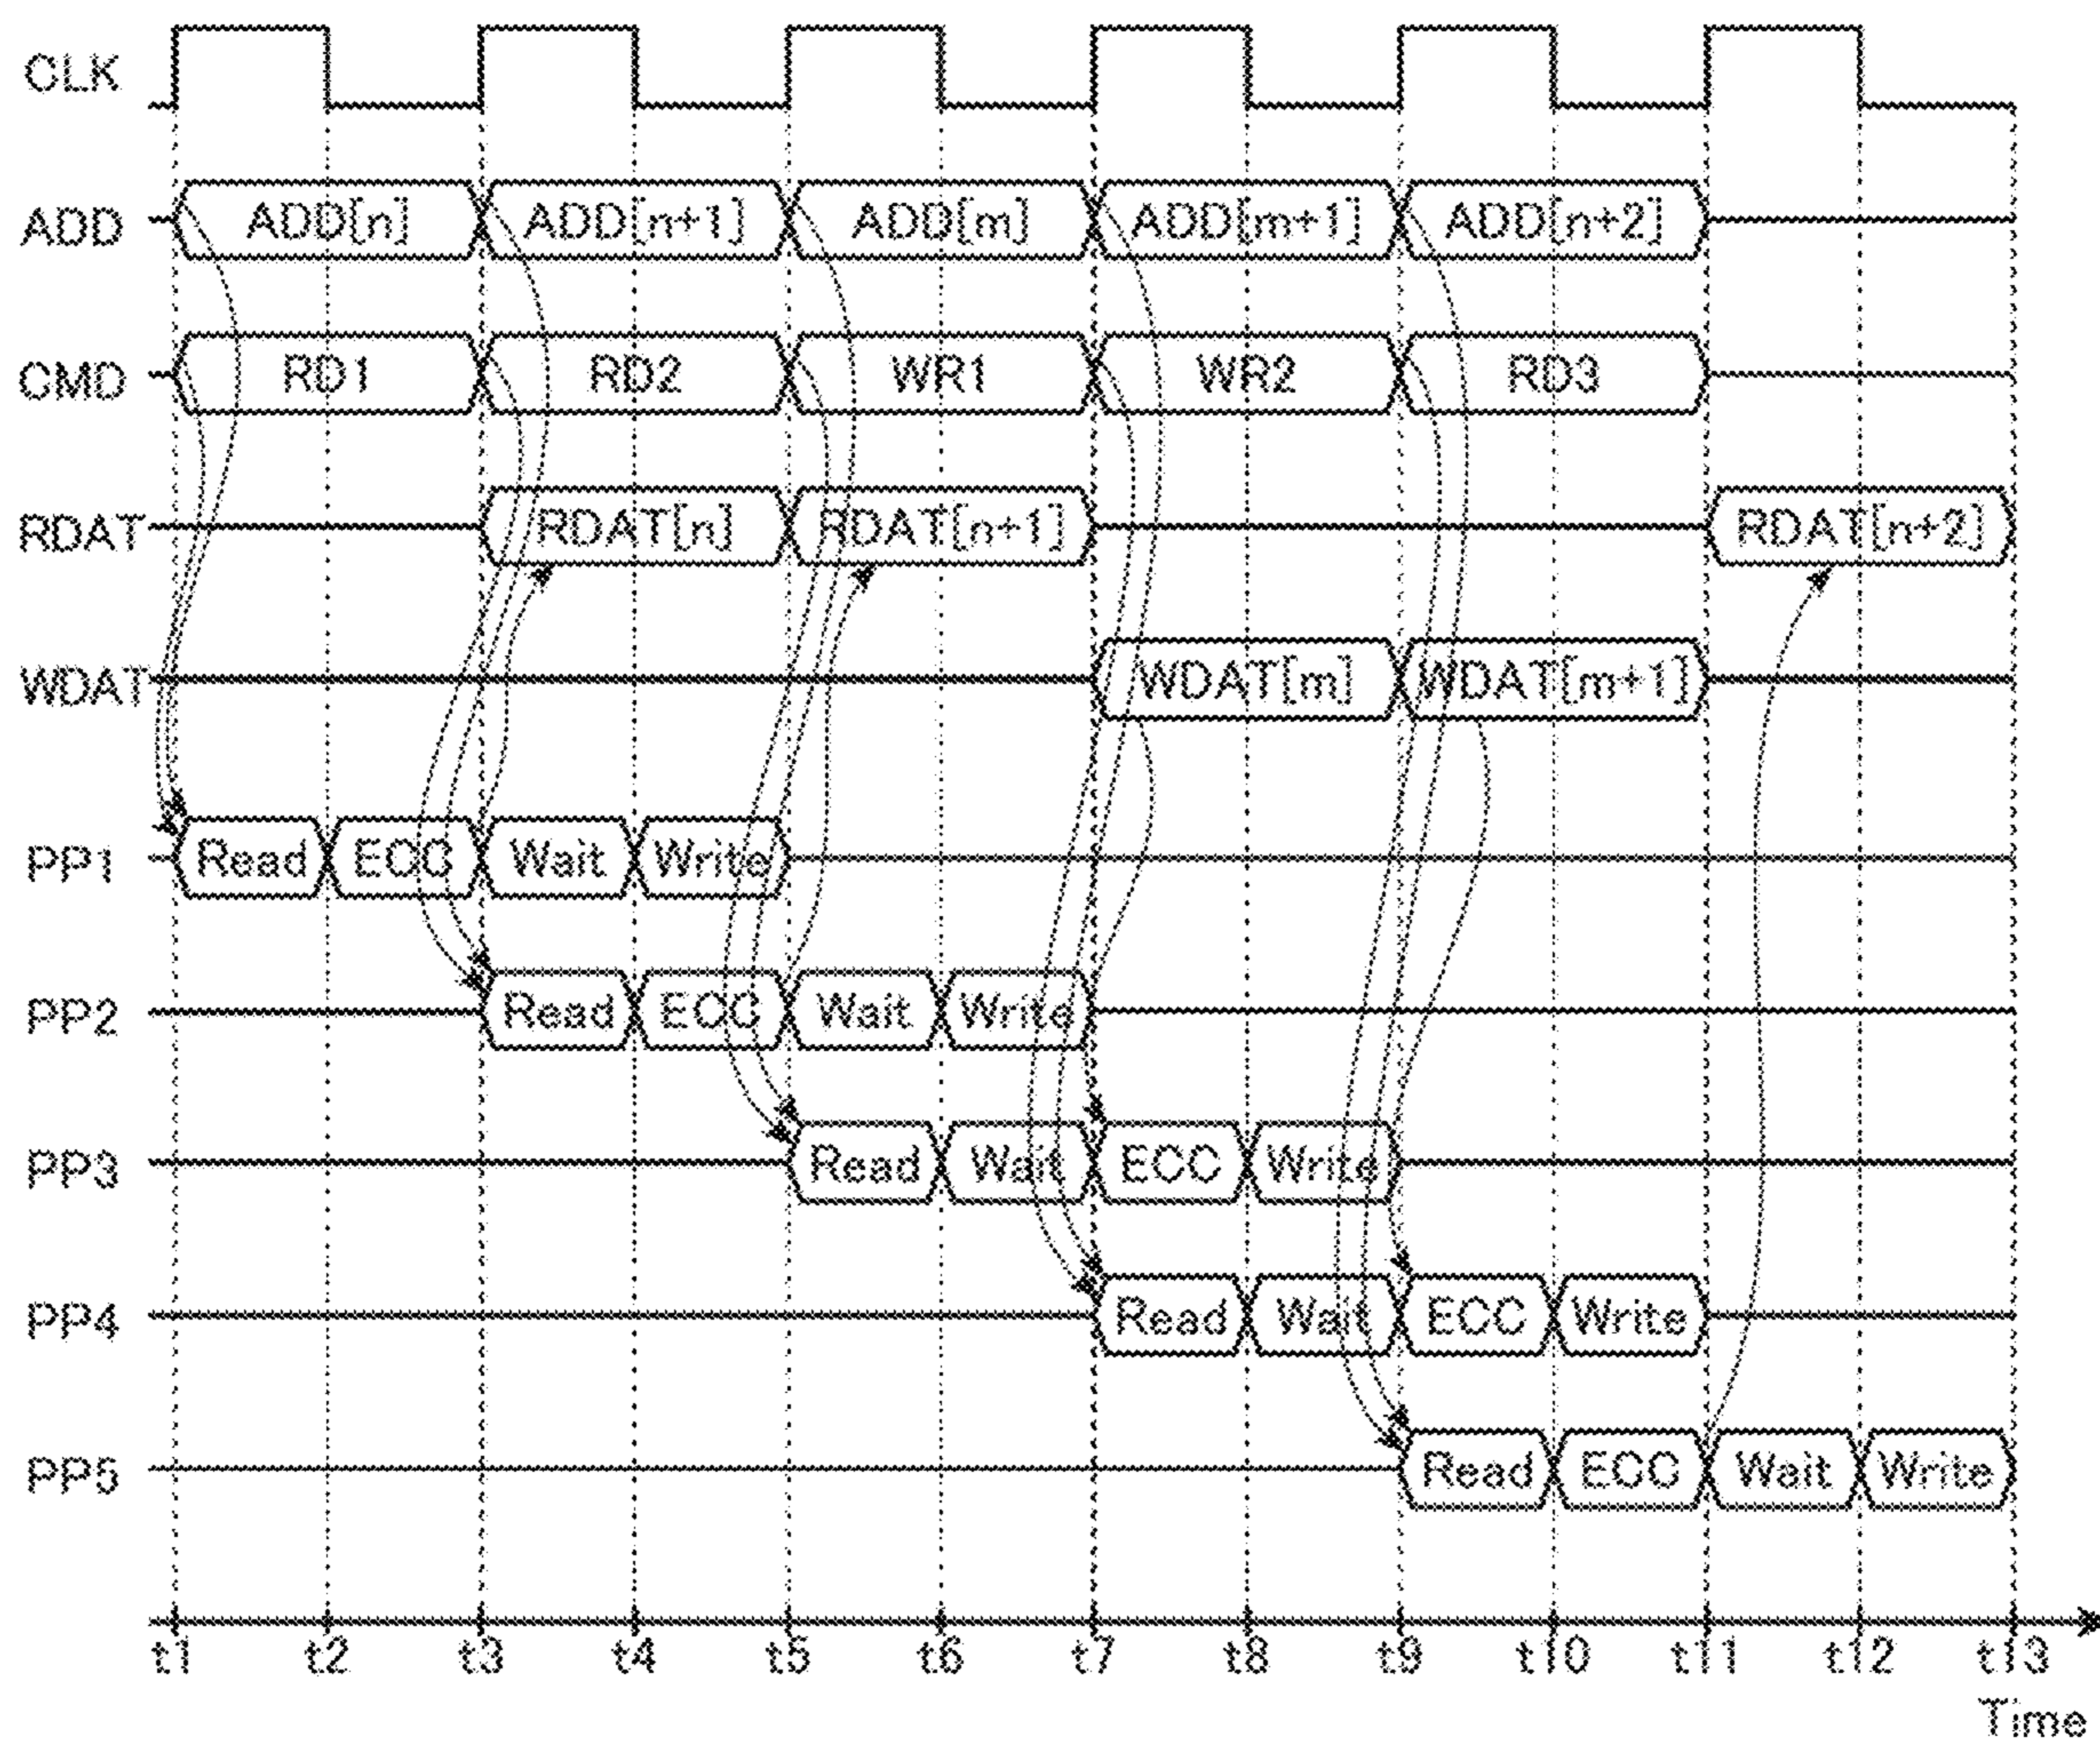 CLK
ADD ADD[n] ADD[n+1] ADD[m] ADD[m+1] ADD[n+2]
CMD RD1 RD2 WR1 WR2 RD3
RDAT RDAT[n] RDAT[n+1] RDAT[n+2]
WDAT WDAT[m] WDAT[m+1]
PP1 Read ECC Wait Write
PP2 Read ECC Wait Write
PP3 Read Wait ECC Write
PP4 Read Wait ECC Write
PP5 Read ECC Wait Write
t1 t2 t3 t4 t5 t6 t7 t8 t9 t10 t11 t12 t13
Time